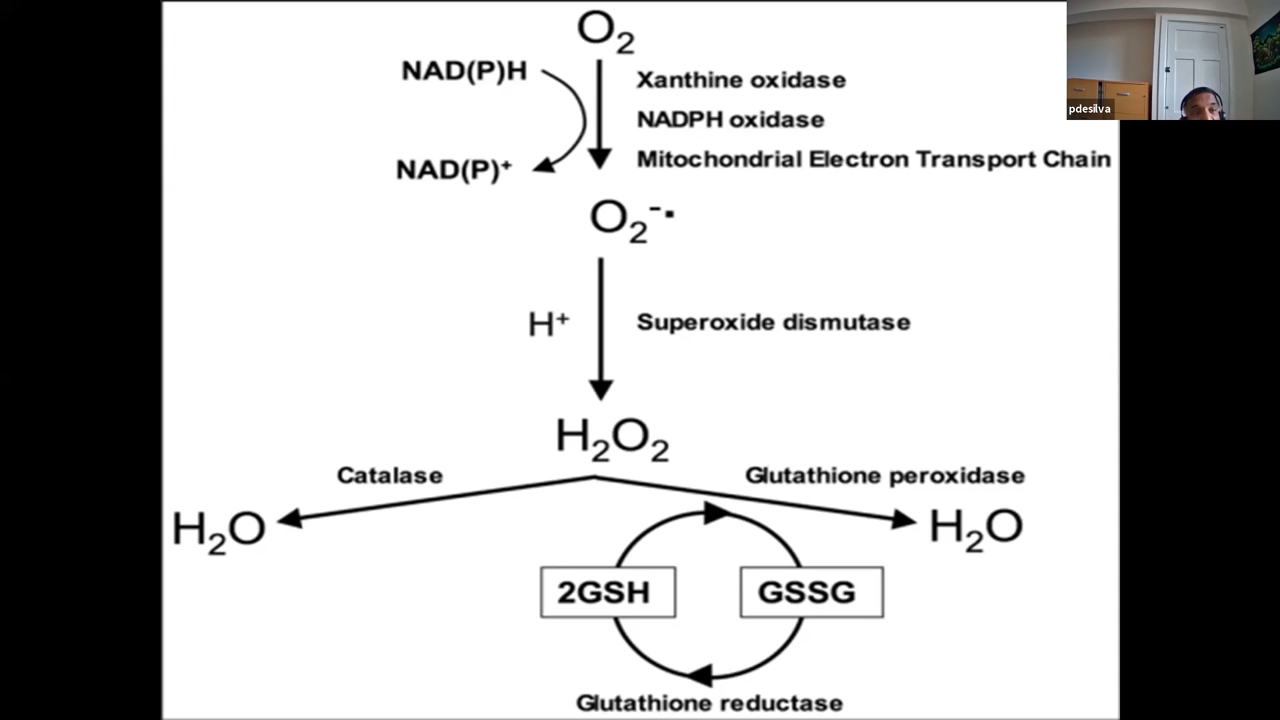 O₂
NAD(P)H
Xanthine oxidase
NADPH oxidase
Mitochondrial Electron Transport Chain
NAD(P)⁺
O₂⁻·
H⁺
Superoxide dismutase
H₂O₂
Catalase
Glutathione peroxidase
H₂O
H₂O
2GSH
GSSG
Glutathione reductase
pdesilva